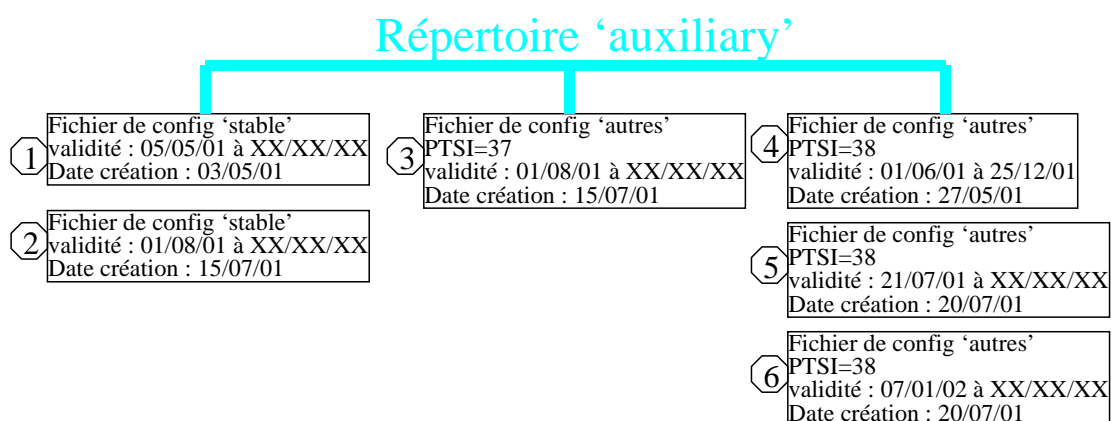 Répertoire ‘auxiliary’
1
Fichier de config ‘stable’
validité : 05/05/01 à XX/XX/XX
Date création : 03/05/01
2
Fichier de config ‘stable’
validité : 01/08/01 à XX/XX/XX
Date création : 15/07/01
3
Fichier de config ‘autres’
PTSI=37
validité : 01/08/01 à XX/XX/XX
Date création : 15/07/01
4
Fichier de config ‘autres’
PTSI=38
validité : 01/06/01 à 25/12/01
Date création : 27/05/01
5
Fichier de config ‘autres’
PTSI=38
validité : 21/07/01 à XX/XX/XX
Date création : 20/07/01
6
Fichier de config ‘autres’
PTSI=38
validité : 07/01/02 à XX/XX/XX
Date création : 20/07/01